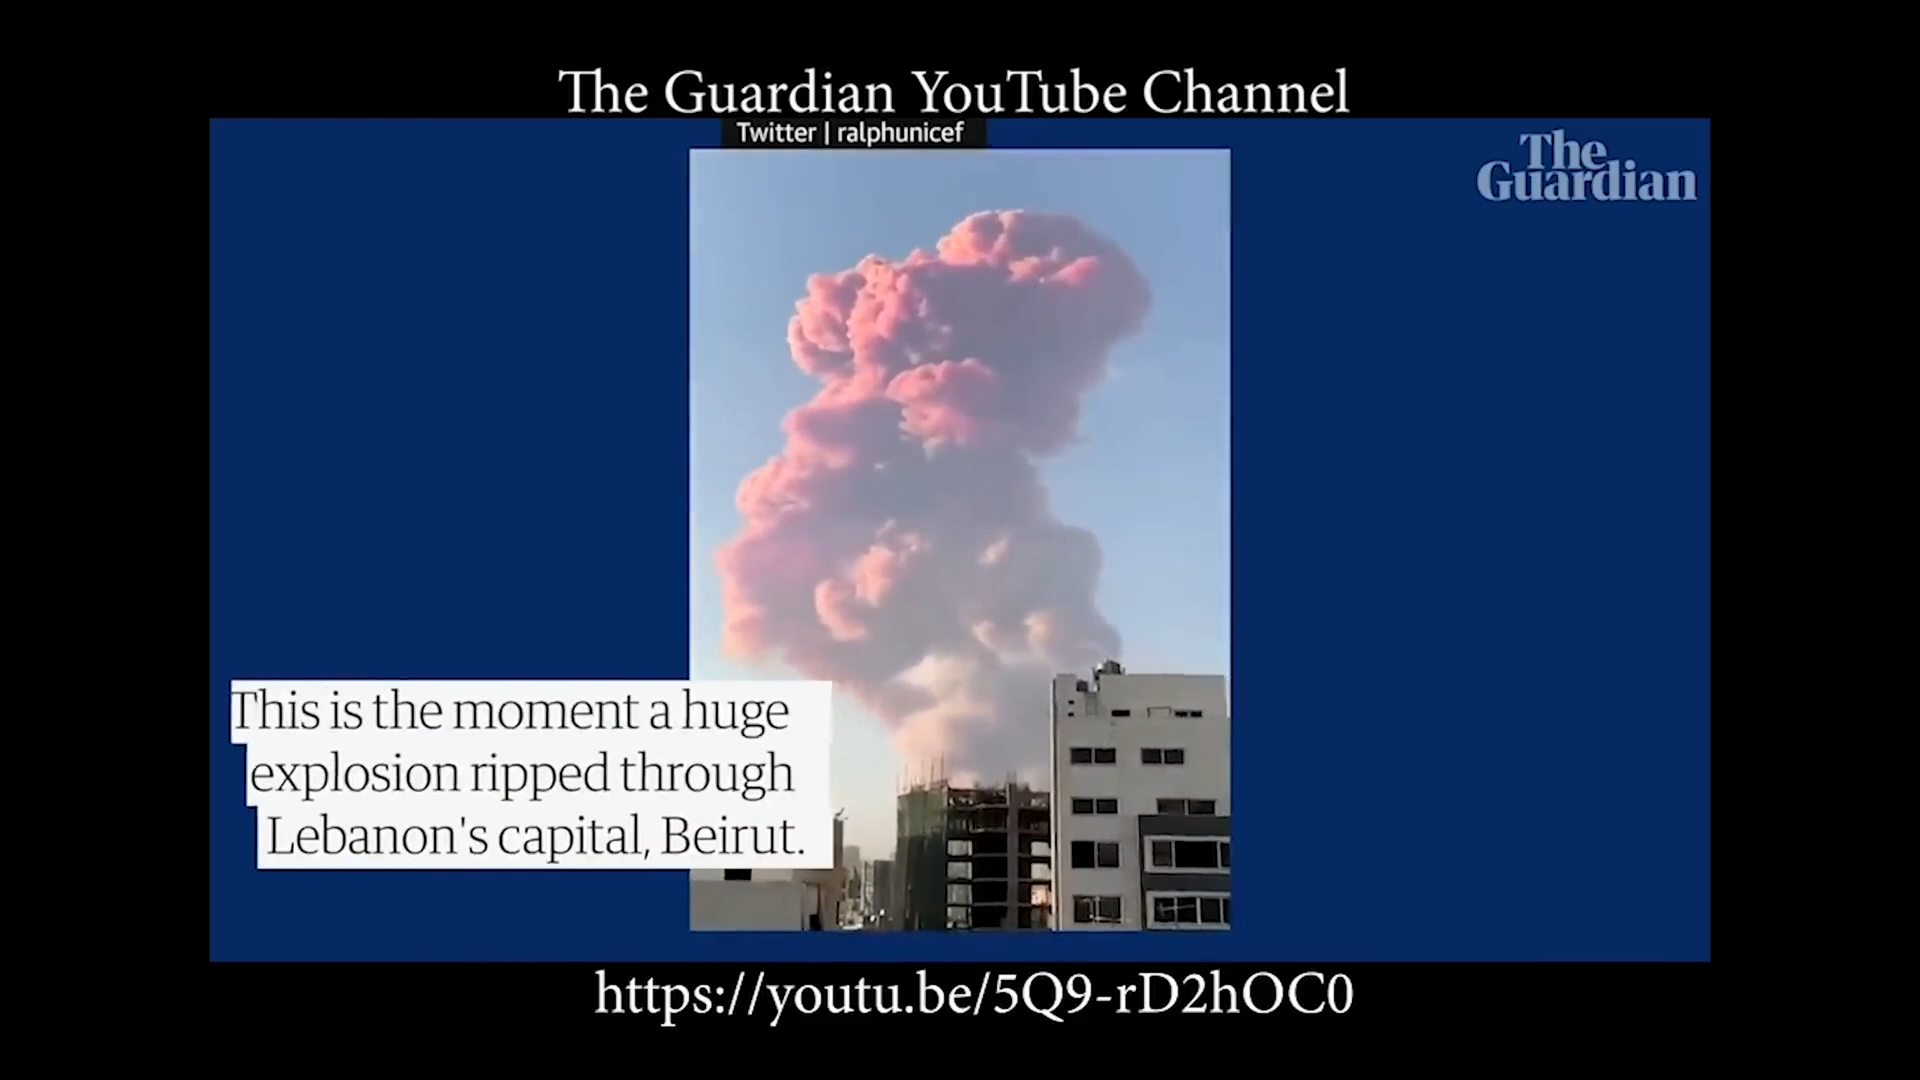 The Guardian YouTube Channel
Twitter | ralphunicef
The
Guardian
This is the moment a huge
explosion ripped through
Lebanon's capital, Beirut.
https://youtu.be/5Q9-rD2hOC0